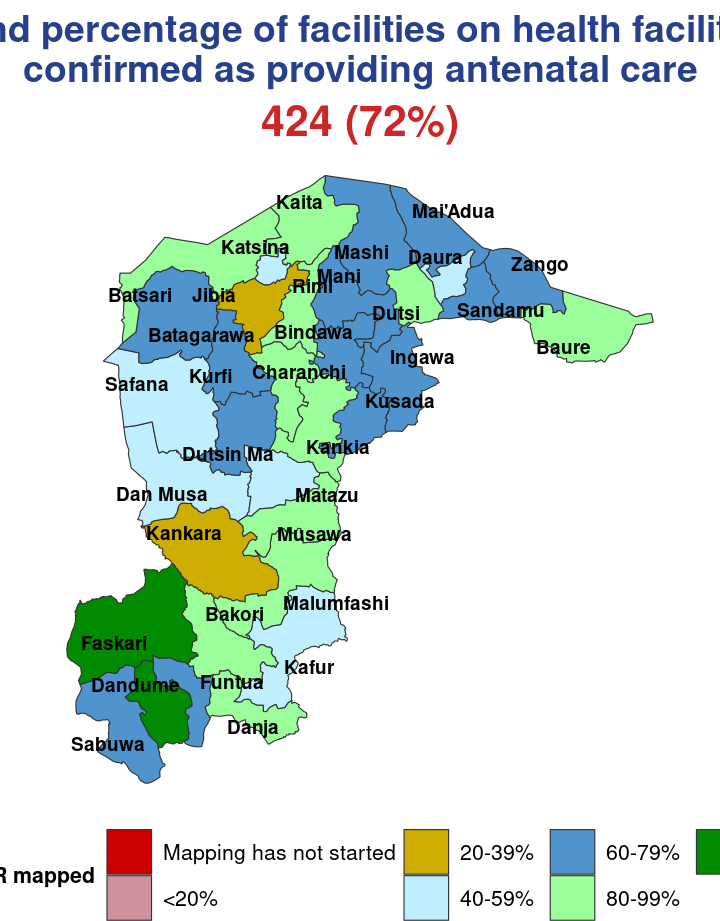 nd percentage of facilities on health facilit
confirmed as providing antenatal care
424 (72%)
Kaita
Mai'Adua
Katsina
Mashi
Daura
Zango
Mani
Rimi
Batsari
Jibia
Dutsi
Sandamu
Batagarawa
Bindawa
Baure
Ingawa
Safana
Kurfi
Charanchi
Kusada
Kankia
Dutsin Ma
Dan Musa
Matazu
Kankara
Musawa
Malumfashi
Bakori
Faskari
Kafur
Dandume
Funtua
Danja
Sabuwa
R mapped
Mapping has not started
20-39%
60-79%
<20%
40-59%
80-99%